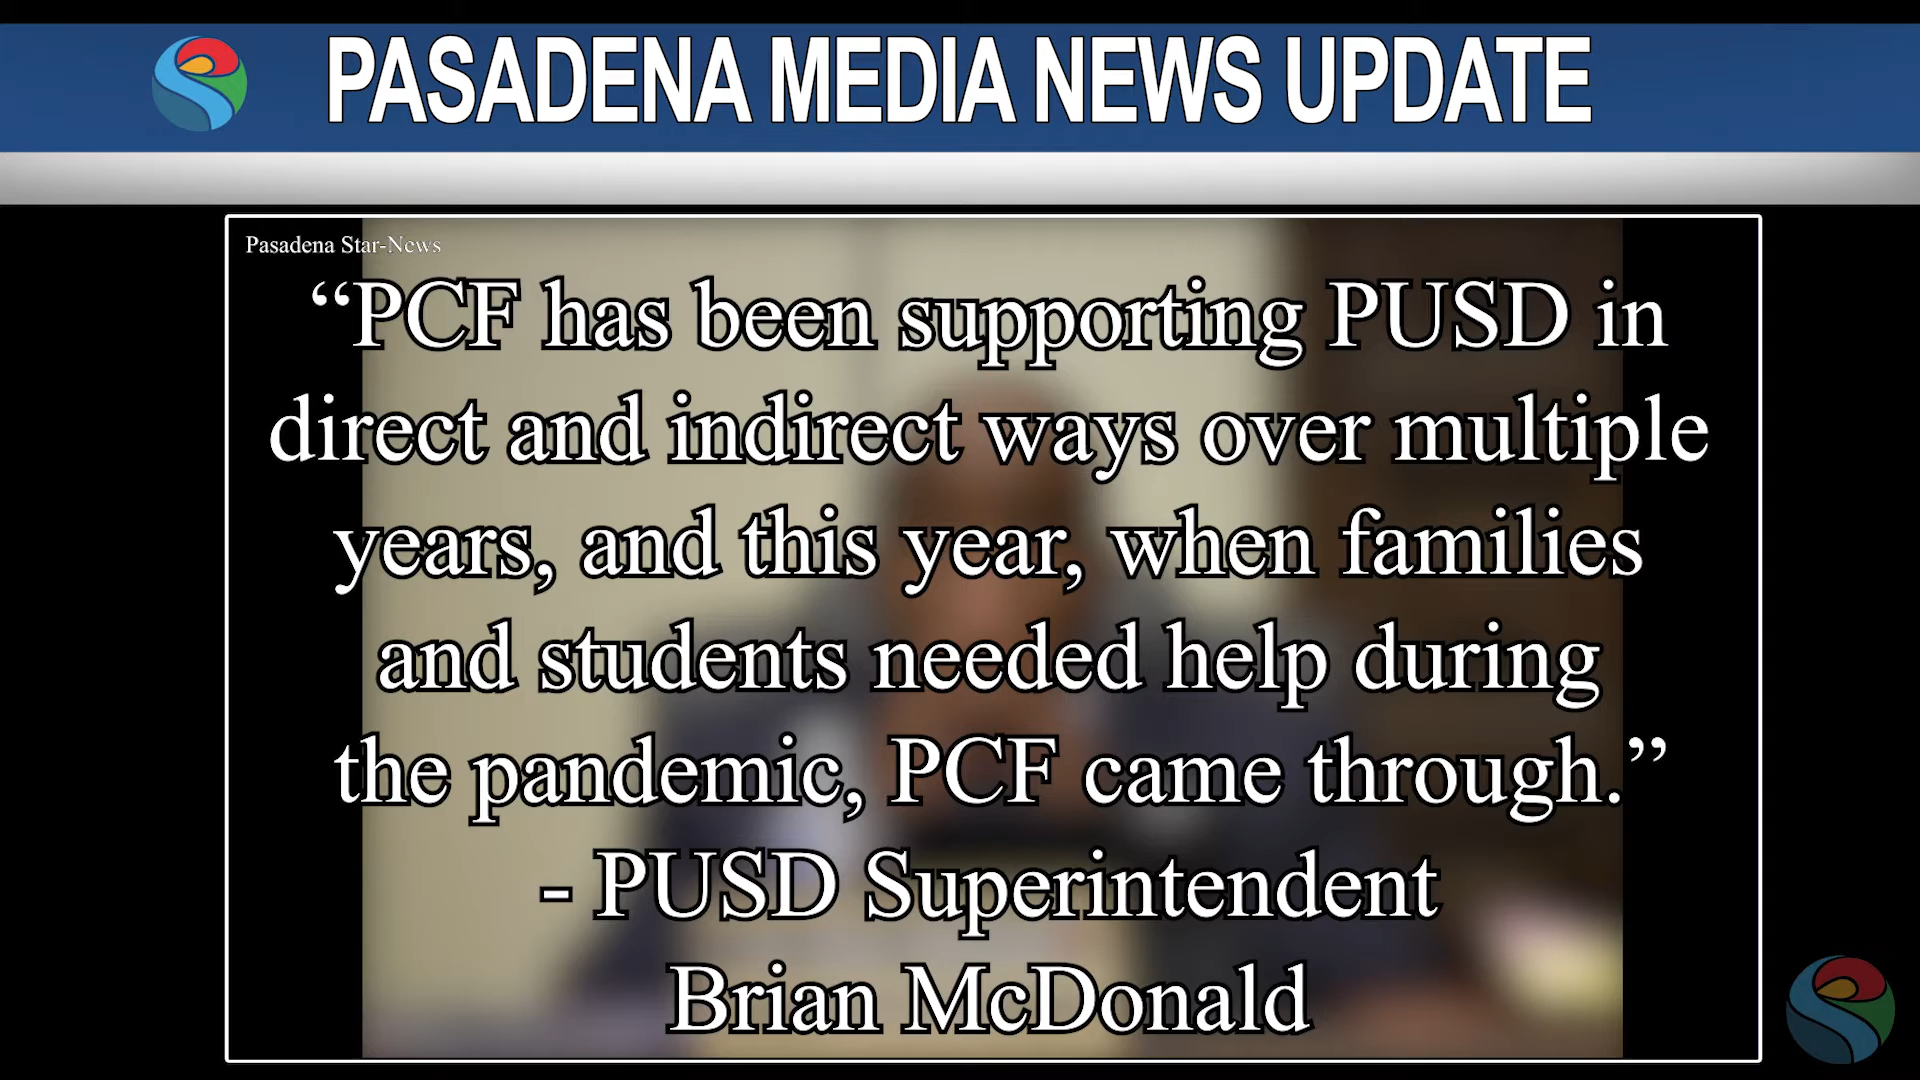 PASADENA MEDIA NEWS UPDATE
Pasadena Star-News
“PCF has been supporting PUSD in
direct and indirect ways over multiple
years, and this year, when families
and students needed help during
the pandemic, PCF came through.”
- PUSD Superintendent
Brian McDonald